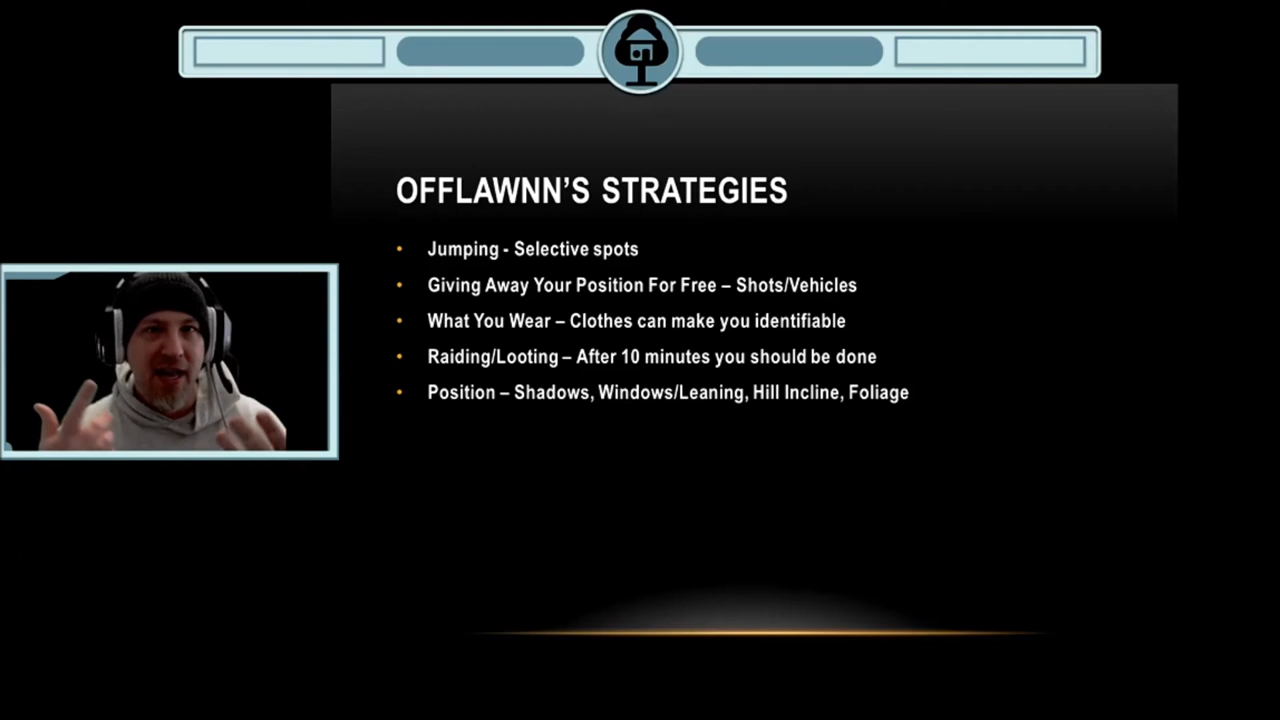 OFFLAWNN’S STRATEGIES
• Jumping - Selective spots
• Giving Away Your Position For Free – Shots/Vehicles
• What You Wear – Clothes can make you identifiable
• Raiding/Looting – After 10 minutes you should be done
• Position – Shadows, Windows/Leaning, Hill Incline, Foliage